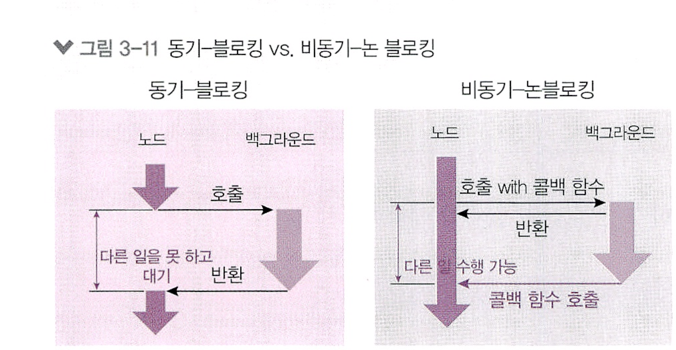 그림 3-11 동기-블로킹 vs. 비동기-논 블로킹
동기-블로킹
노드
백그라운드
호출
다른 일을 못 하고
대기
반환
비동기-논블로킹
노드
백그라운드
호출 with 콜백 함수
반환
다른 일 수행 가능
콜백 함수 호출